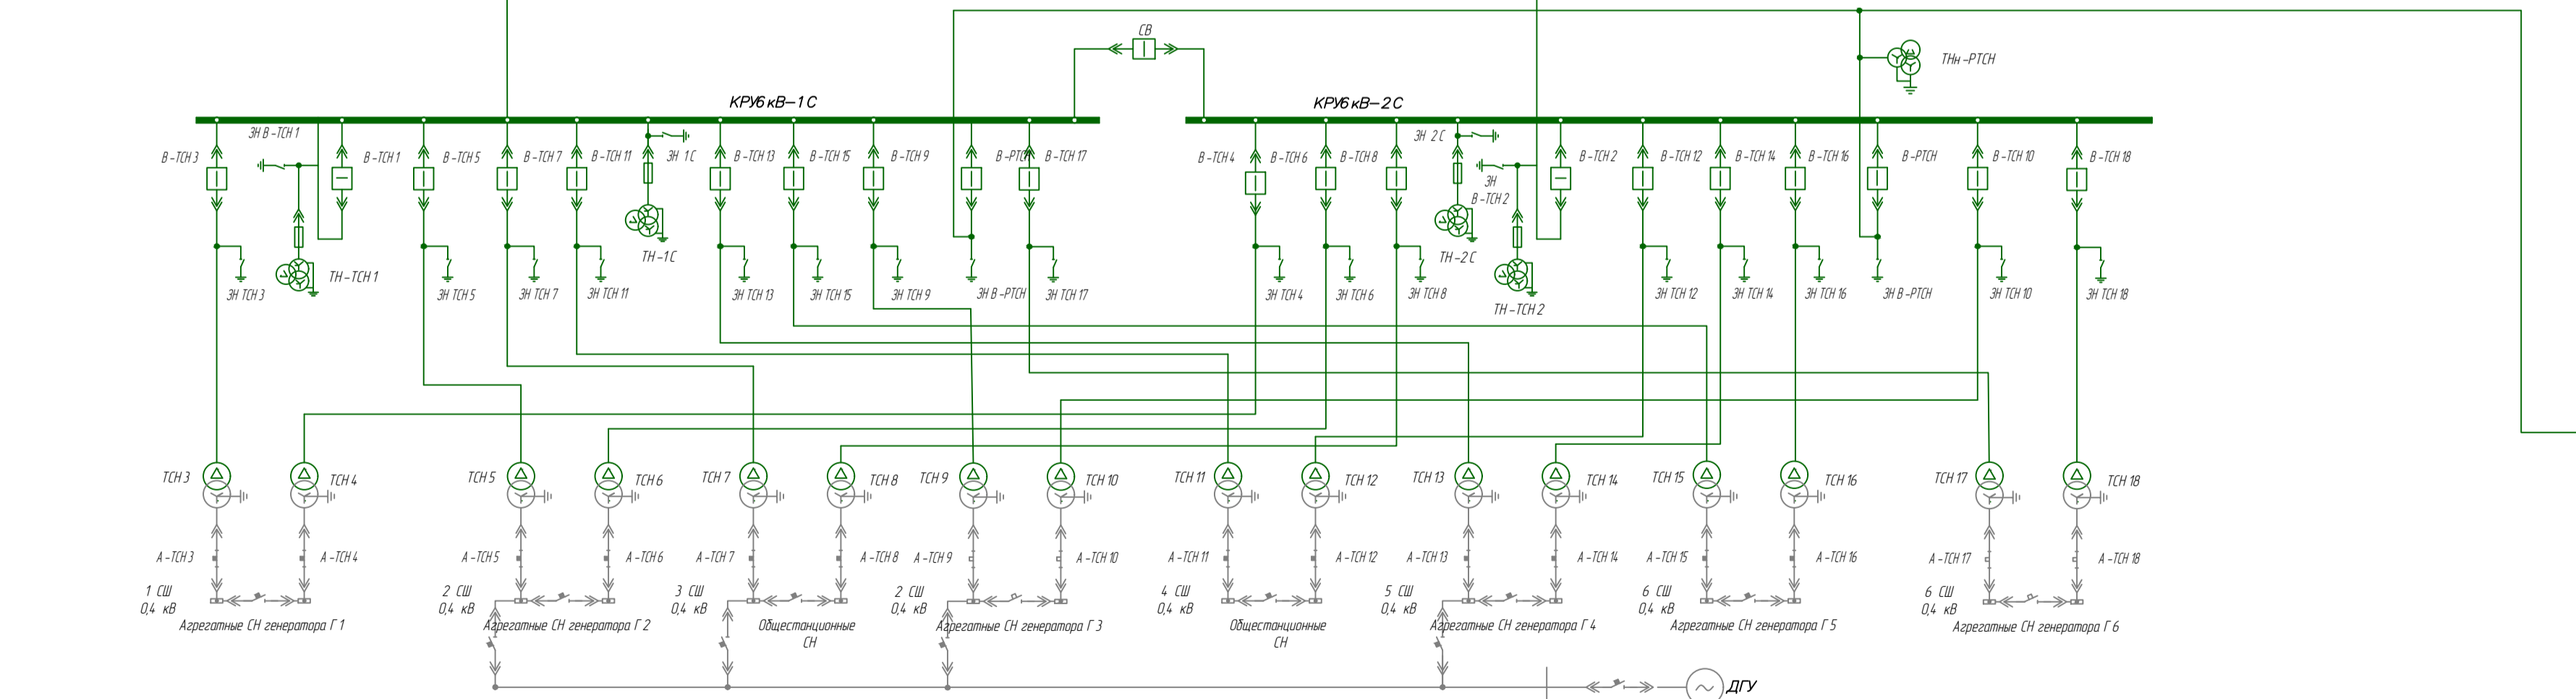 СВ
ТНн-РТСН
КРУ6 кВ-1 С
КРУ6 кВ-2 С
ЗН В-ТСН 1
ЗН 2 С
В-ТСН 3
В-ТСН 1
В-ТСН 5
В-ТСН 7
В-ТСН 11
ЗН 1С
В-ТСН 13
В-ТСН 15
В-ТСН 9
В-РТСН
В-ТСН 17
В-ТСН 4
В-ТСН 6
В-ТСН 8
В-ТСН 2
В-ТСН 12
В-ТСН 14
В-ТСН 16
В-РТСН
В-ТСН 10
В-ТСН 18
ЗН
В-ТСН 2
ТН-1С
ТН-2 С
ТН-ТСН 1
ЗН ТСН 3
ЗН ТСН 5
ЗН ТСН 7
ЗН ТСН 11
ЗН ТСН 13
ЗН ТСН 15
ЗН ТСН 9
ЗН В-РТСН
ЗН ТСН 17
ЗН ТСН 4
ЗН ТСН 6
ЗН ТСН 8
ТН-ТСН 2
ЗН ТСН 12
ЗН ТСН 14
ЗН ТСН 16
ЗН В-РТСН
ЗН ТСН 10
ЗН ТСН 18
ТСН 3
ТСН 4
ТСН 5
ТСН 6
ТСН 7
ТСН 8
ТСН 9
ТСН 10
ТСН 11
ТСН 12
ТСН 13
ТСН 14
ТСН 15
ТСН 16
ТСН 17
ТСН 18
А-ТСН 3
А-ТСН 4
А-ТСН 5
А-ТСН 6
А-ТСН 7
А-ТСН 8
А-ТСН 9
А-ТСН 10
А-ТСН 11
А-ТСН 12
А-ТСН 13
А-ТСН 14
А-ТСН 15
А-ТСН 16
А-ТСН 17
А-ТСН 18
1 СШ
0,4 кВ
2 СШ
0,4 кВ
3 СШ
0,4 кВ
2 СШ
0,4 кВ
4 СШ
0,4 кВ
5 СШ
0,4 кВ
6 СШ
0,4 кВ
6 СШ
0,4 кВ
Агрегатные СН генератора Г 1
Агрегатные СН генератора Г 2
Общестанционные
СН
Агрегатные СН генератора Г 3
Общестанционные
СН
Агрегатные СН генератора Г 4
Агрегатные СН генератора Г 5
Агрегатные СН генератора Г 6
ДГУ